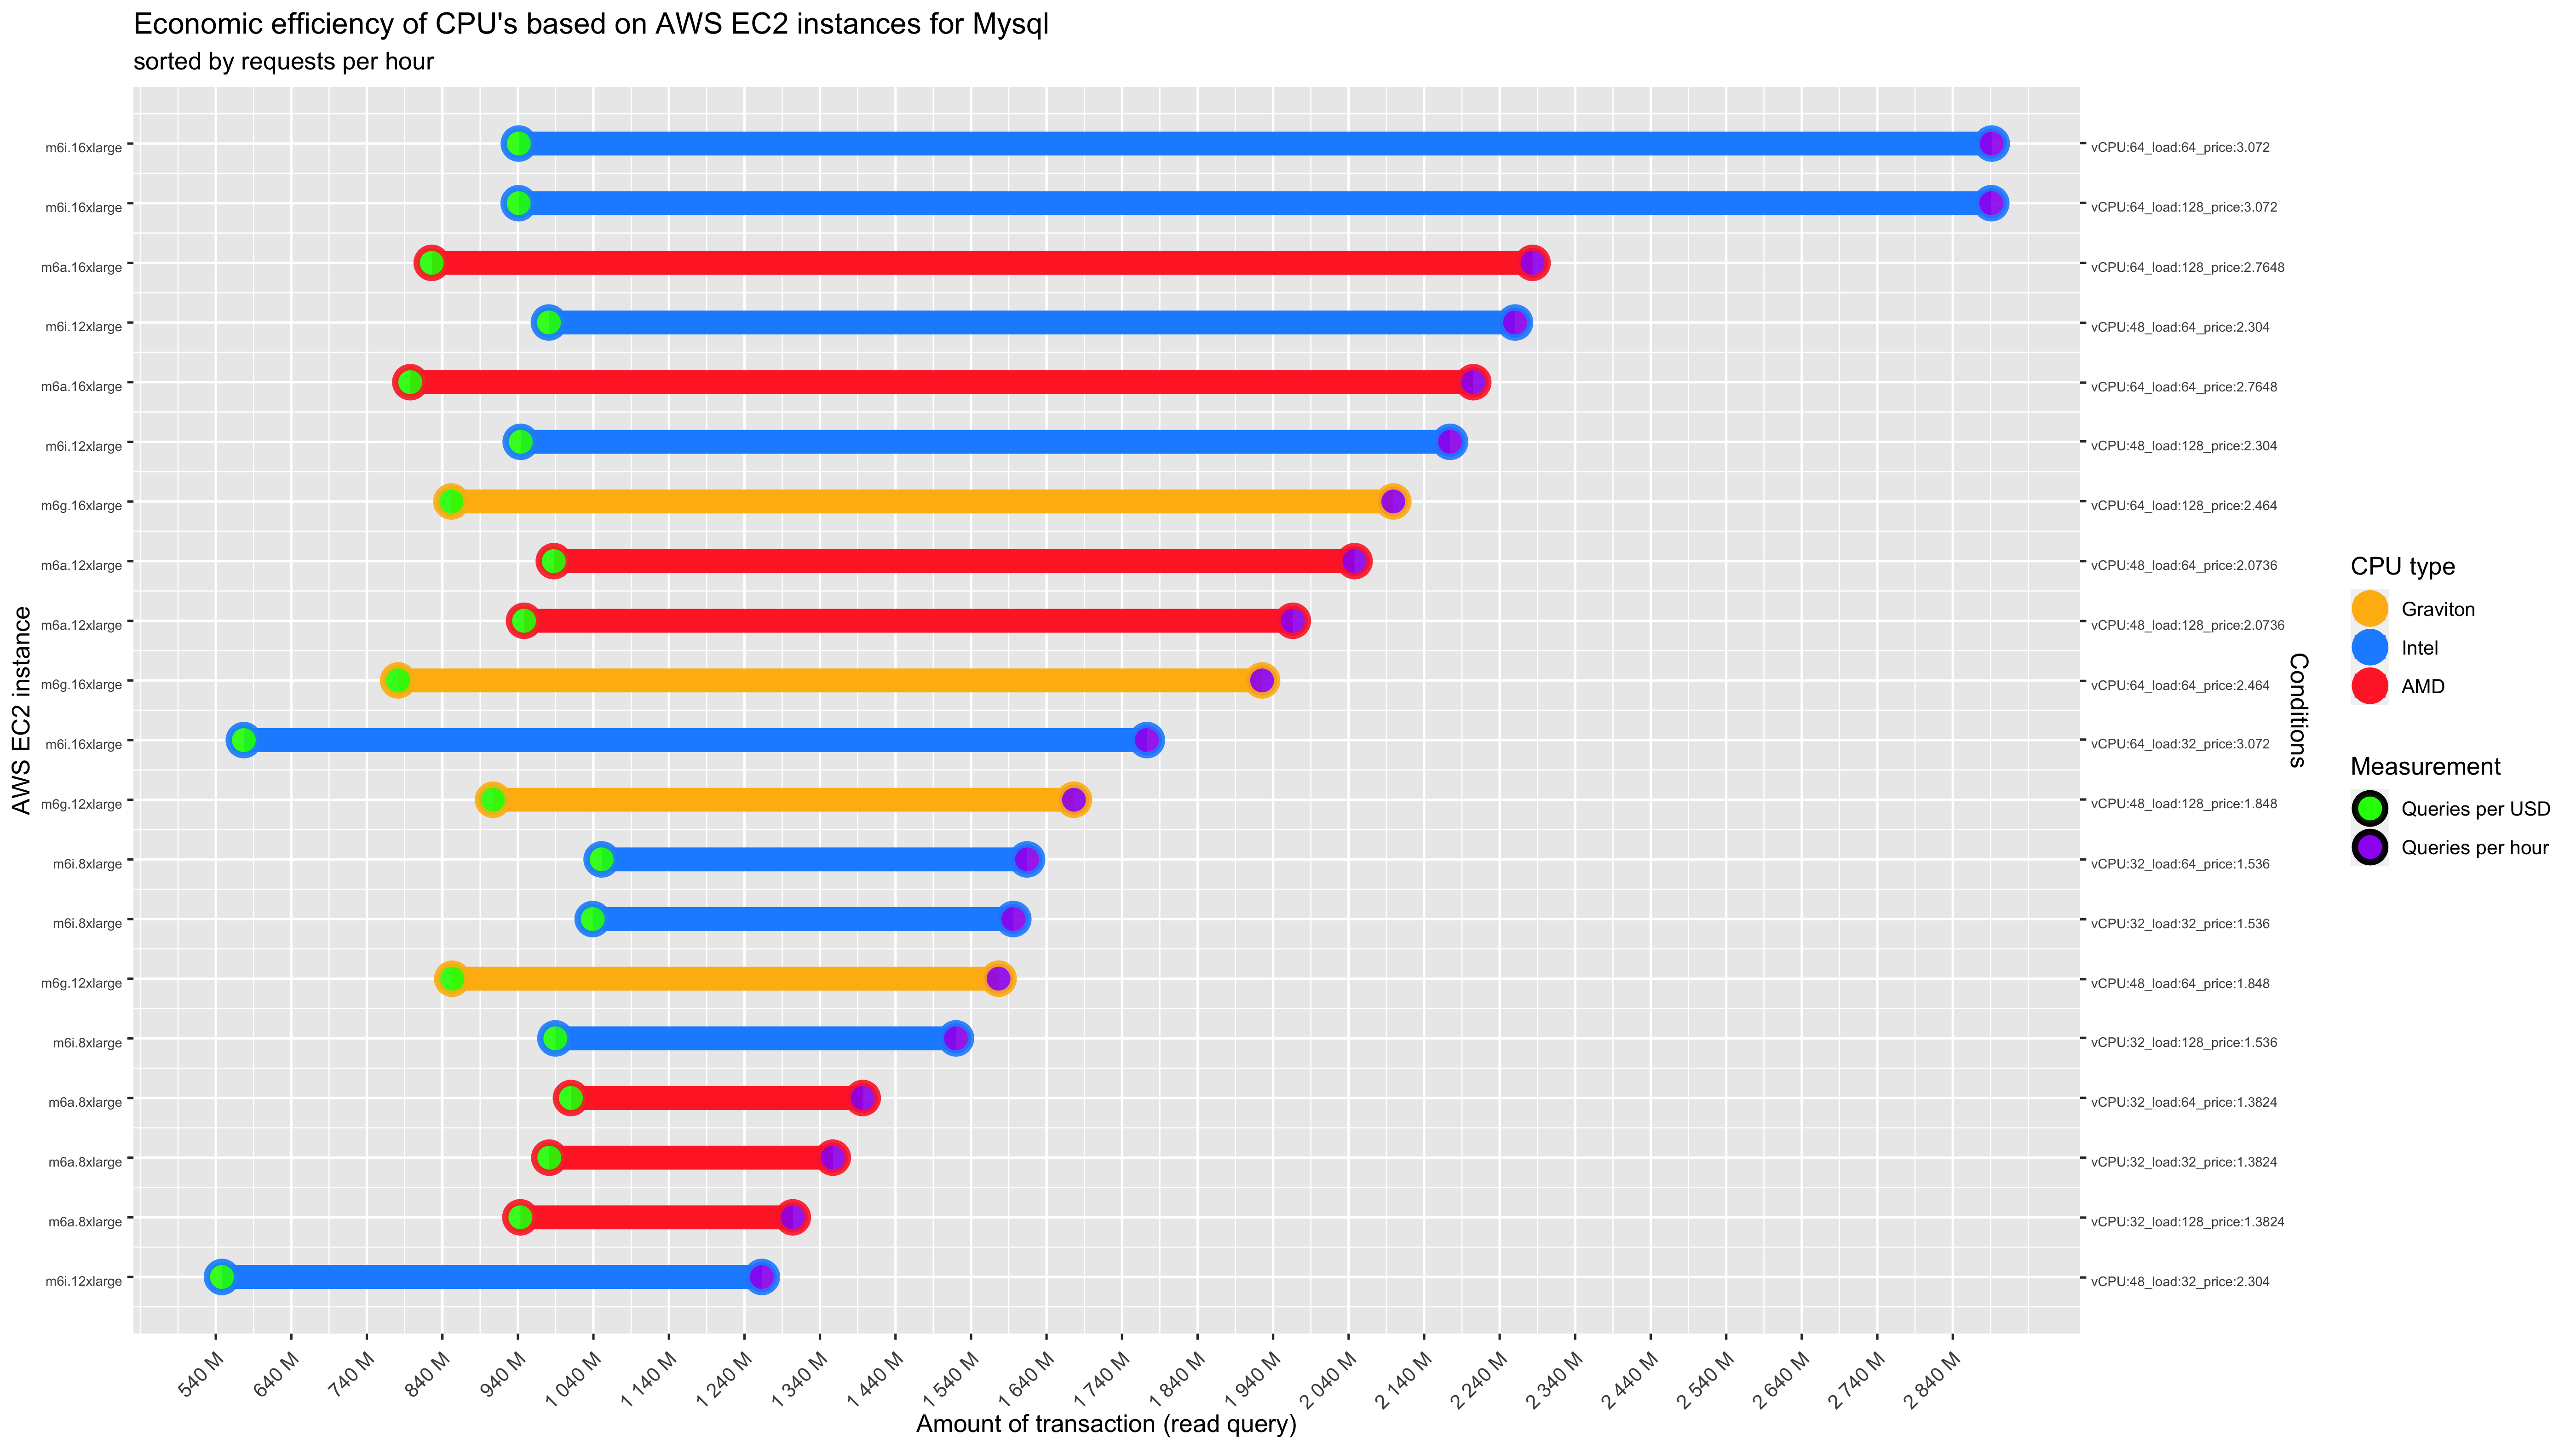 Economic efficiency of CPU's based on AWS EC2 instances for Mysql
sorted by requests per hour
AWS EC2 instance
m6i.16xlarge vCPU:64_load:64_price:3.072
m6i.16xlarge vCPU:64_load:128_price:3.072
m6a.16xlarge vCPU:64_load:128_price:2.7648
m6i.12xlarge vCPU:48_load:64_price:2.304
m6a.16xlarge vCPU:64_load:64_price:2.7648
m6i.12xlarge vCPU:48_load:128_price:2.304
m6g.16xlarge vCPU:64_load:128_price:2.464
m6a.12xlarge vCPU:48_load:64_price:2.0736
m6a.12xlarge vCPU:48_load:128_price:2.0736
m6g.16xlarge vCPU:64_load:64_price:2.464
m6i.16xlarge vCPU:64_load:32_price:3.072
m6g.12xlarge vCPU:48_load:128_price:1.848
m6i.8xlarge vCPU:32_load:64_price:1.536
m6i.8xlarge vCPU:32_load:32_price:1.536
m6g.12xlarge vCPU:48_load:64_price:1.848
m6i.8xlarge vCPU:32_load:128_price:1.536
m6a.8xlarge vCPU:32_load:64_price:1.3824
m6a.8xlarge vCPU:32_load:32_price:1.3824
m6a.8xlarge vCPU:32_load:128_price:1.3824
m6i.12xlarge vCPU:48_load:32_price:2.304
Conditions
540 M 640 M 740 M 840 M 940 M 1 040 M 1 140 M 1 240 M 1 340 M 1 440 M 1 540 M 1 640 M 1 740 M 1 840 M 1 940 M 2 040 M 2 140 M 2 240 M 2 340 M 2 440 M 2 540 M 2 640 M 2 740 M 2 840 M
Amount of transaction (read query)
CPU type
Graviton
Intel
AMD
Measurement
Queries per USD
Queries per hour